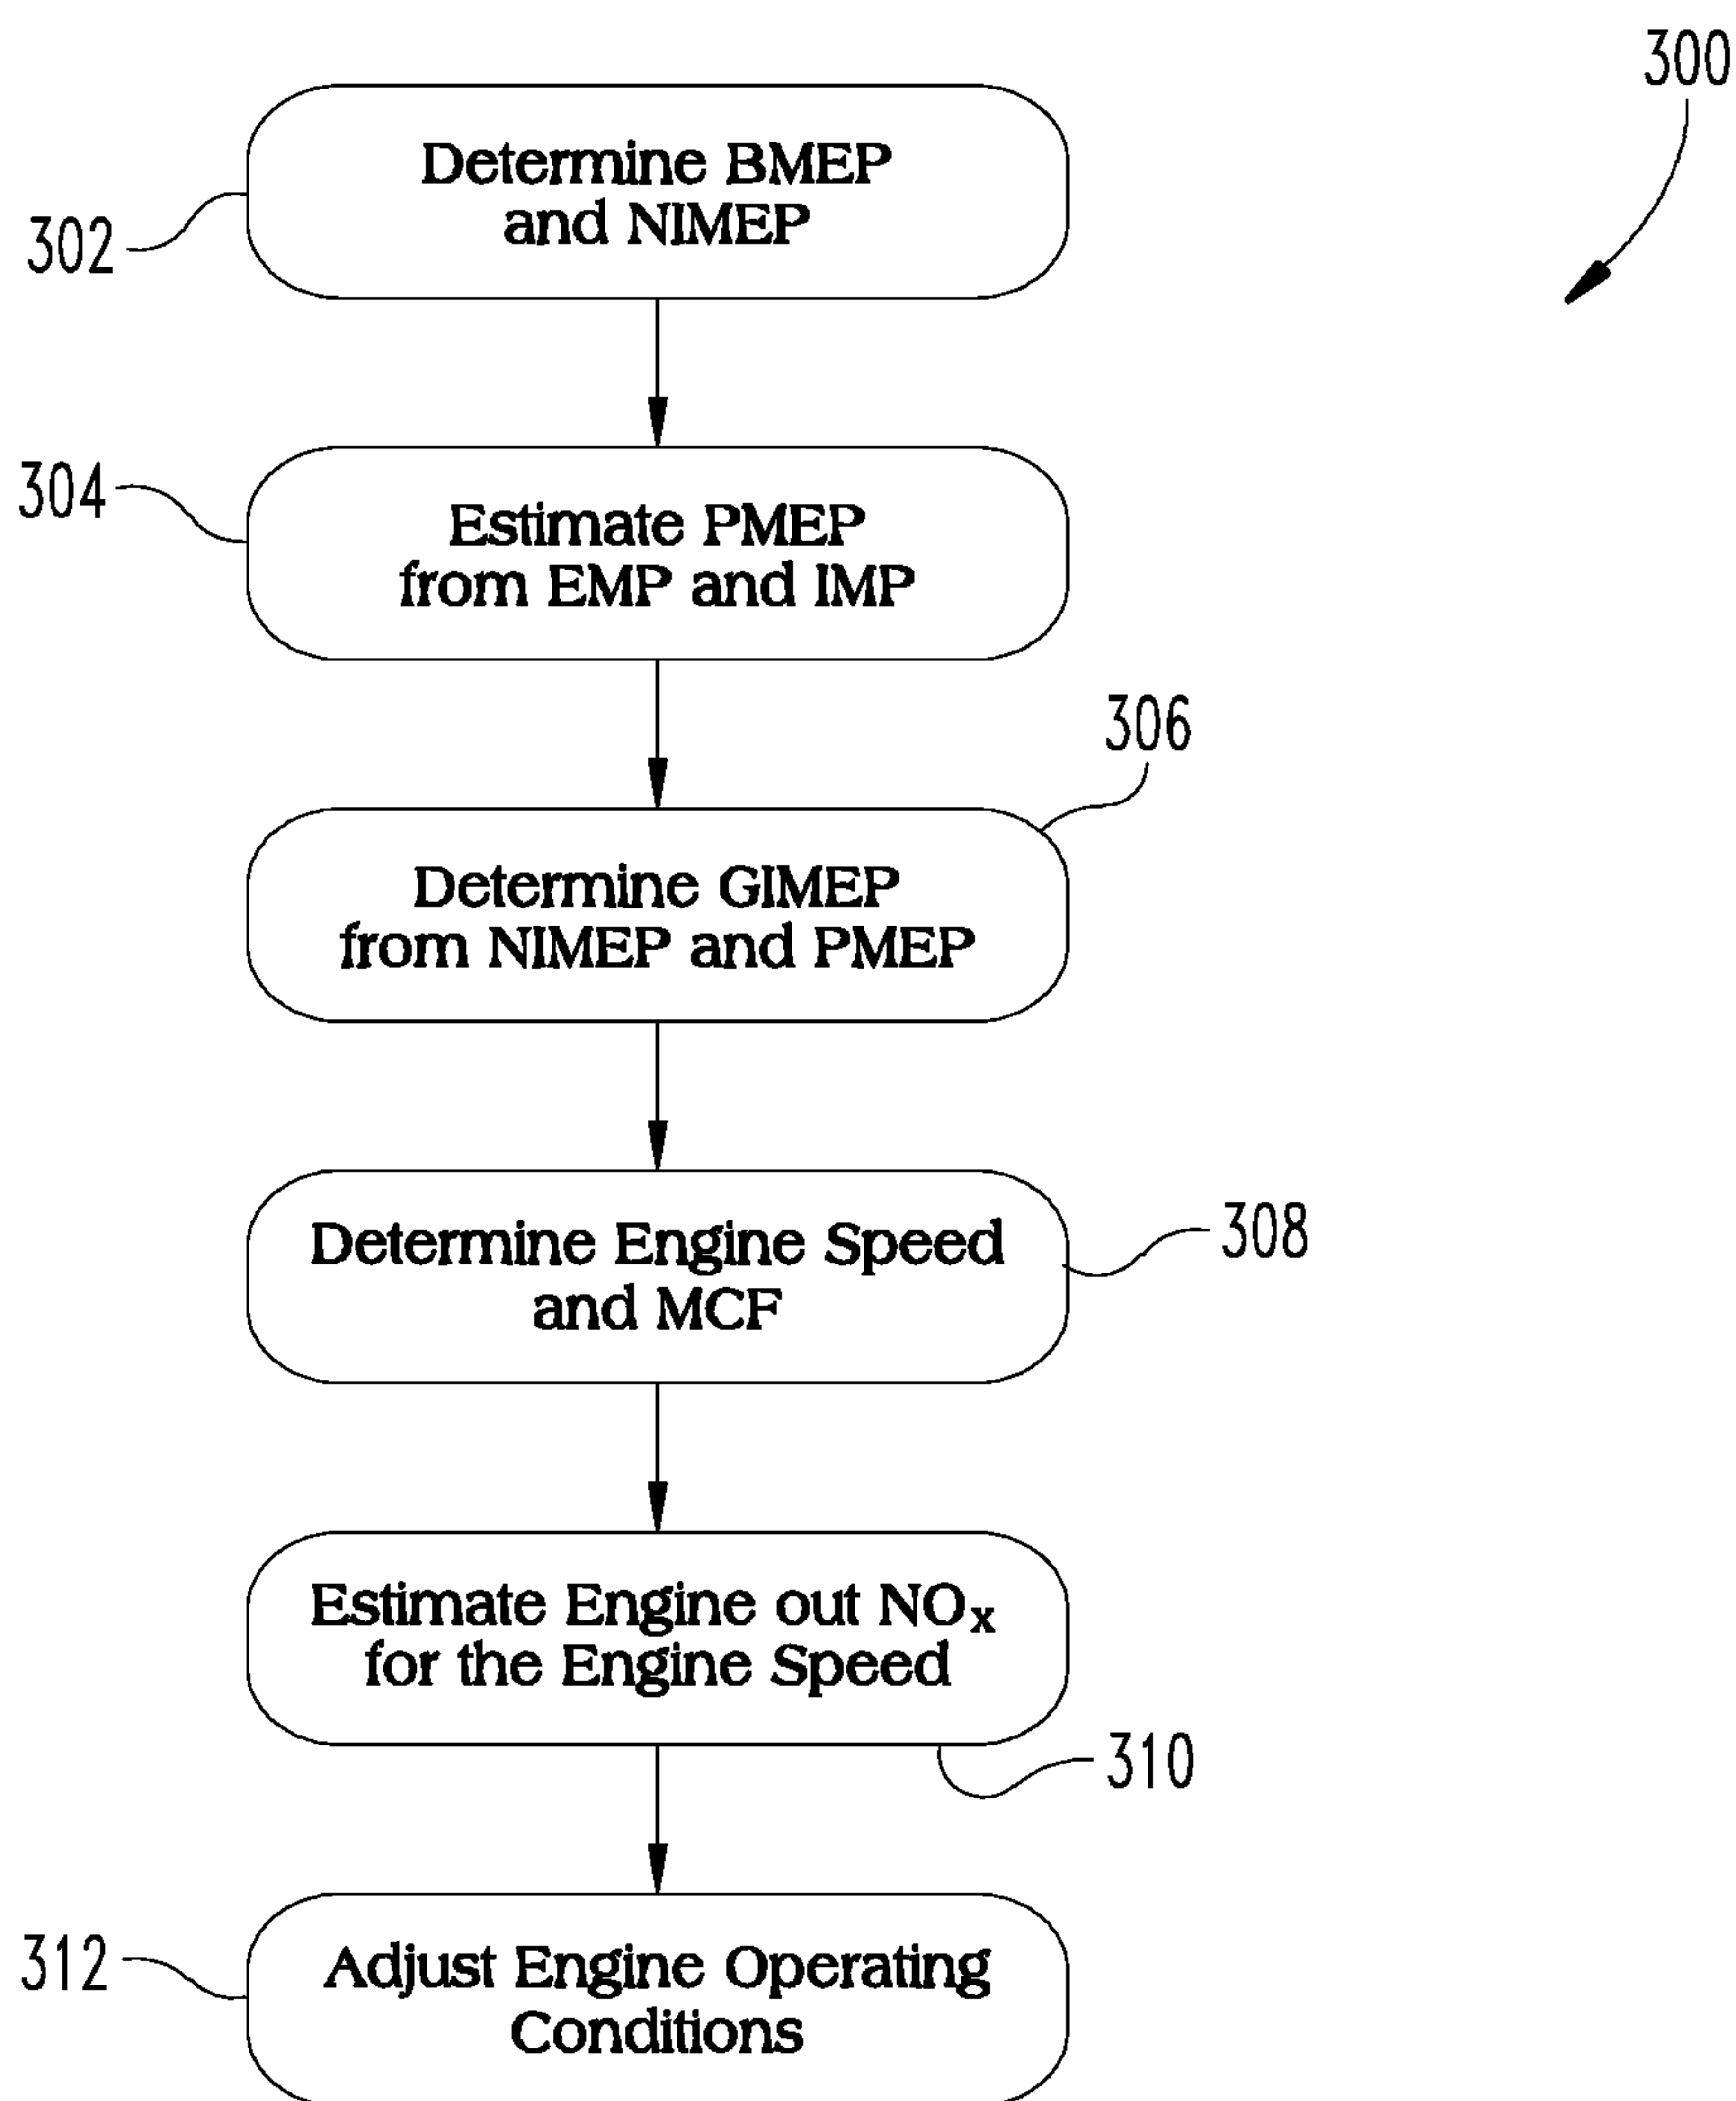 300
Determine BMEP
and NIMEP
302
304
Estimate PMEP
from EMP and IMP
306
Determine GIMEP
from NIMEP and PMEP
Determine Engine Speed
and MCF
308
Estimate Engine out NOx
for the Engine Speed
310
312
Adjust Engine Operating
Conditions